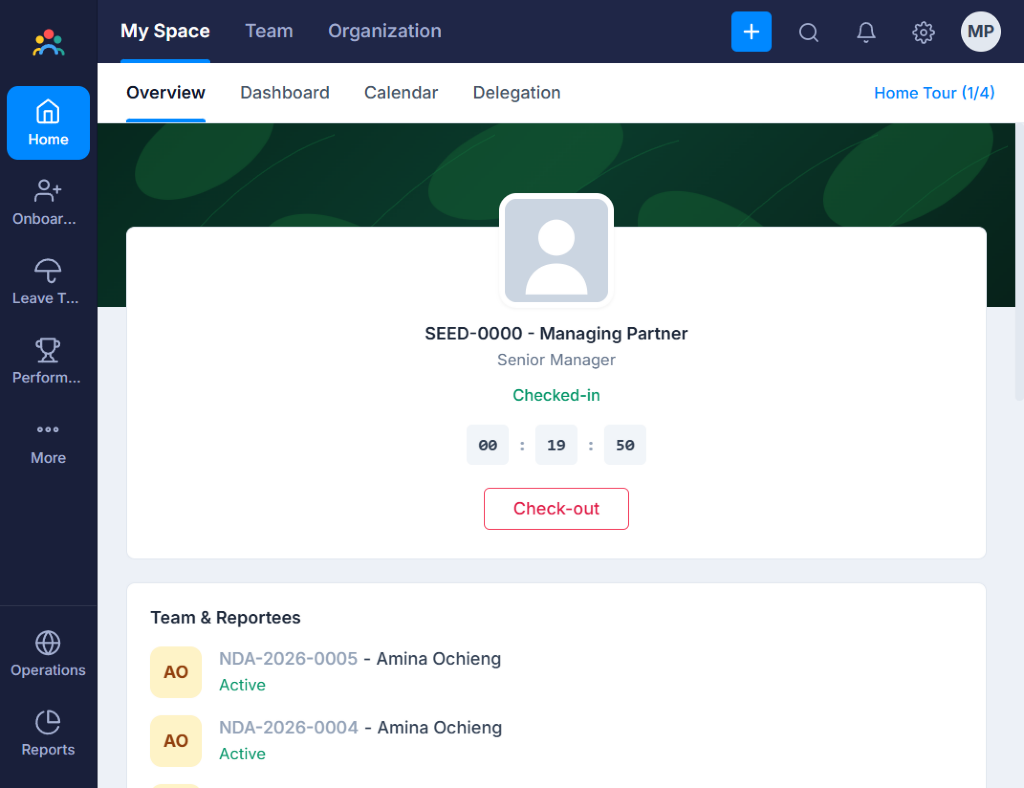 My Space Team Organization
MP
Overview Dashboard Calendar Delegation Home Tour (1/4)
Home
Onboar...
Leave T...
Perform...
More
Operations
Reports
SEED-0000 - Managing Partner
Senior Manager
Checked-in
00 : 19 : 50
Check-out
Team & Reportees
AO
NDA-2026-0005 - Amina Ochieng
Active
AO
NDA-2026-0004 - Amina Ochieng
Active